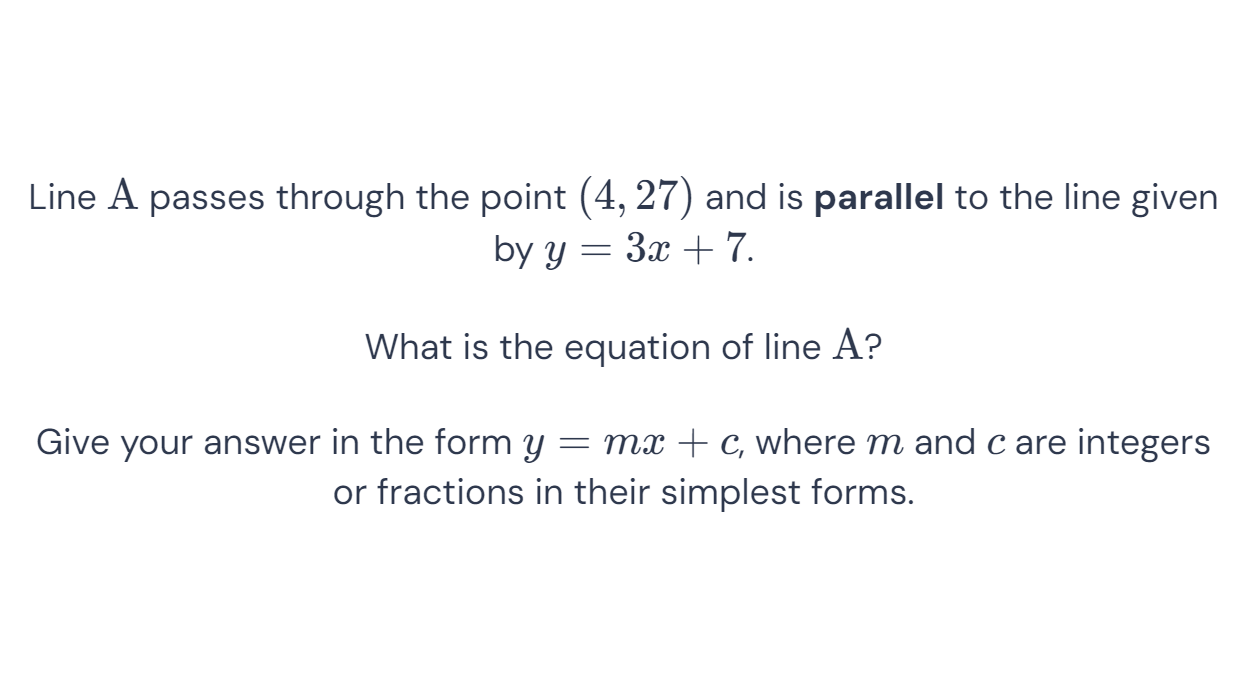 Line A passes through the point (4, 27) and is parallel to the line given
by y = 3x + 7.
What is the equation of line A?
Give your answer in the form y = mx + c, where m and c are integers
or fractions in their simplest forms.